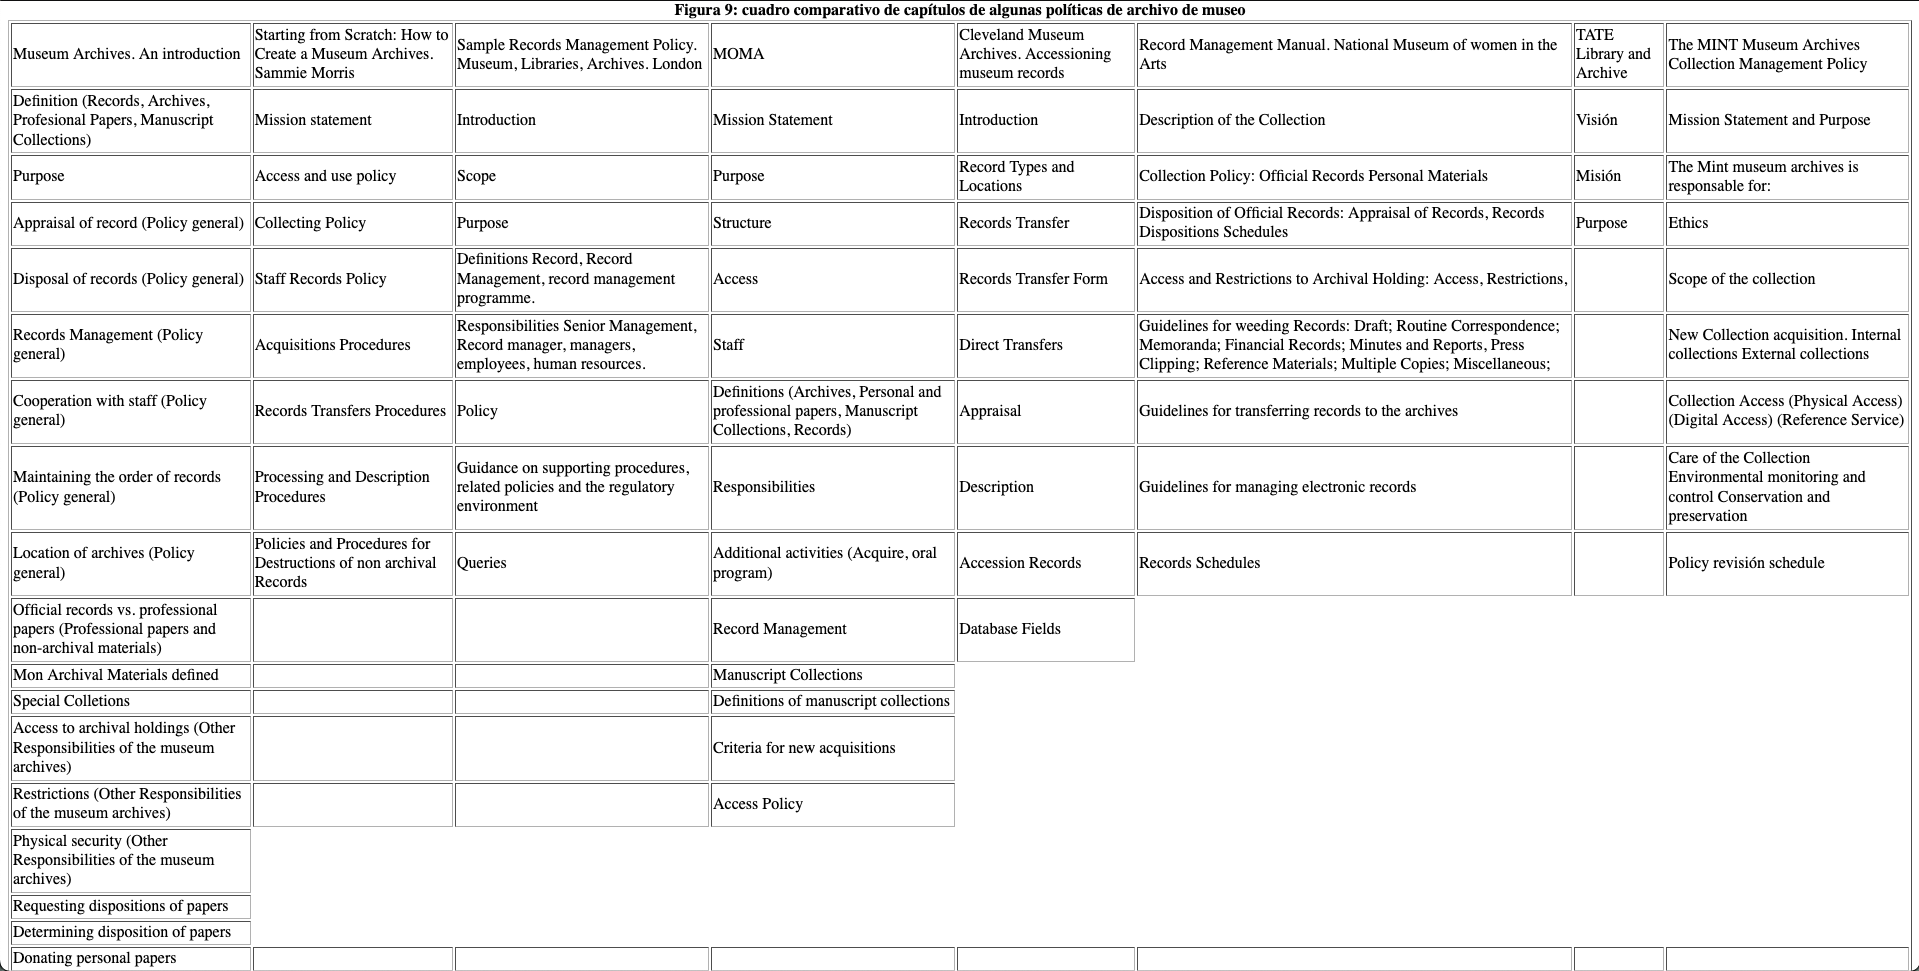 Figura 9: cuadro comparativo de capítulos de algunas políticas de archivo de museo
Museum Archives. An introduction
Starting from Scratch: How to
Create a Museum Archives.
Sammie Morris
Sample Records Management Policy.
Museum, Libraries, Archives. London
MOMA
Cleveland Museum
Archives. Accessioning
museum records
Record Management Manual. National Museum of women in the
Arts
TATE
Library and
Archive
The MINT Museum Archives
Collection Management Policy
Definition (Records, Archives,
Profesional Papers, Manuscript
Collections)
Mission statement
Introduction
Mission Statement
Introduction
Description of the Collection
Visión
Mission Statement and Purpose
Purpose
Access and use policy
Scope
Purpose
Record Types and
Locations
Collection Policy: Official Records Personal Materials
Misión
The Mint museum archives is
responsable for:
Appraisal of record (Policy general)
Collecting Policy
Purpose
Structure
Records Transfer
Disposition of Official Records: Appraisal of Records, Records
Dispositions Schedules
Purpose
Ethics
Disposal of records (Policy general)
Staff Records Policy
Definitions Record, Record
Management, record management
programme.
Access
Records Transfer Form
Access and Restrictions to Archival Holding: Access, Restrictions,
Scope of the collection
Records Management (Policy
general)
Acquisitions Procedures
Responsibilities Senior Management,
Record manager, managers,
employees, human resources.
Staff
Direct Transfers
Guidelines for weeding Records: Draft; Routine Correspondence;
Memoranda; Financial Records; Minutes and Reports, Press
Clipping; Reference Materials; Multiple Copies; Miscellaneous;
New Collection acquisition. Internal
collections External collections
Cooperation with staff (Policy
general)
Records Transfers Procedures
Policy
Definitions (Archives, Personal and
professional papers, Manuscript
Collections, Records)
Appraisal
Guidelines for transferring records to the archives
Collection Access (Physical Access)
(Digital Access) (Reference Service)
Maintaining the order of records
(Policy general)
Processing and Description
Procedures
Guidance on supporting procedures,
related policies and the regulatory
environment
Responsibilities
Description
Guidelines for managing electronic records
Care of the Collection
Environmental monitoring and
control Conservation and
preservation
Location of archives (Policy
general)
Policies and Procedures for
Destructions of non archival
Records
Queries
Additional activities (Acquire, oral
program)
Accession Records
Records Schedules
Policy revisión schedule
Official records vs. professional
papers (Professional papers and
non-archival materials)
Record Management
Database Fields
Mon Archival Materials defined
Manuscript Collections
Special Colletions
Definitions of manuscript collections
Access to archival holdings (Other
Responsibilities of the museum
archives)
Criteria for new acquisitions
Restrictions (Other Responsibilities
of the museum archives)
Access Policy
Physical security (Other
Responsibilities of the museum
archives)
Requesting dispositions of papers
Determining disposition of papers
Donating personal papers